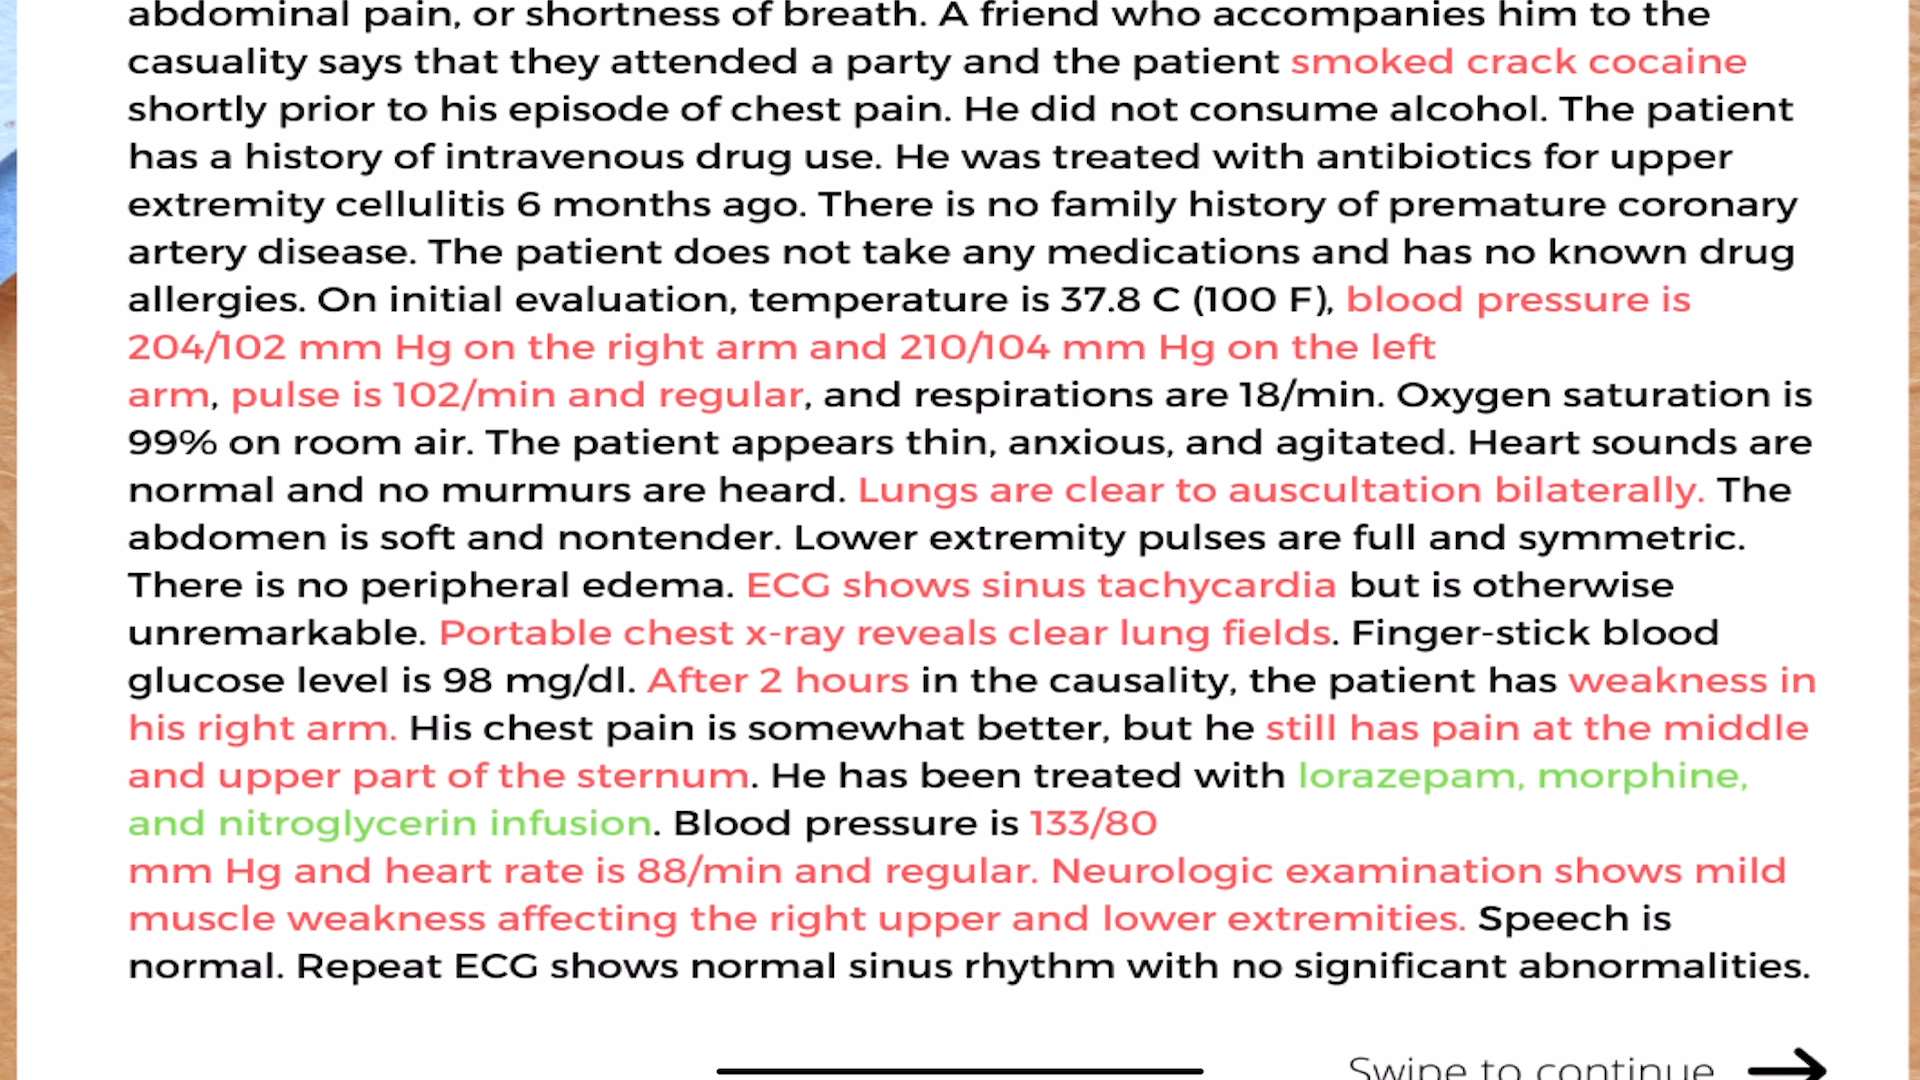 abdominal pain, or shortness of breath. A friend who accompanies him to the
casuality says that they attended a party and the patient smoked crack cocaine
shortly prior to his episode of chest pain. He did not consume alcohol. The patient
has a history of intravenous drug use. He was treated with antibiotics for upper
extremity cellulitis 6 months ago. There is no family history of premature coronary
artery disease. The patient does not take any medications and has no known drug
allergies. On initial evaluation, temperature is 37.8 C (100 F), blood pressure is
204/102 mm Hg on the right arm and 210/104 mm Hg on the left
arm, pulse is 102/min and regular, and respirations are 18/min. Oxygen saturation is
99% on room air. The patient appears thin, anxious, and agitated. Heart sounds are
normal and no murmurs are heard. Lungs are clear to auscultation bilaterally. The
abdomen is soft and nontender. Lower extremity pulses are full and symmetric.
There is no peripheral edema. ECG shows sinus tachycardia but is otherwise
unremarkable. Portable chest x-ray reveals clear lung fields. Finger-stick blood
glucose level is 98 mg/dl. After 2 hours in the causality, the patient has weakness in
his right arm. His chest pain is somewhat better, but he still has pain at the middle
and upper part of the sternum. He has been treated with lorazepam, morphine,
and nitroglycerin infusion. Blood pressure is 133/80
mm Hg and heart rate is 88/min and regular. Neurologic examination shows mild
muscle weakness affecting the right upper and lower extremities. Speech is
normal. Repeat ECG shows normal sinus rhythm with no significant abnormalities.
Swipe to continue